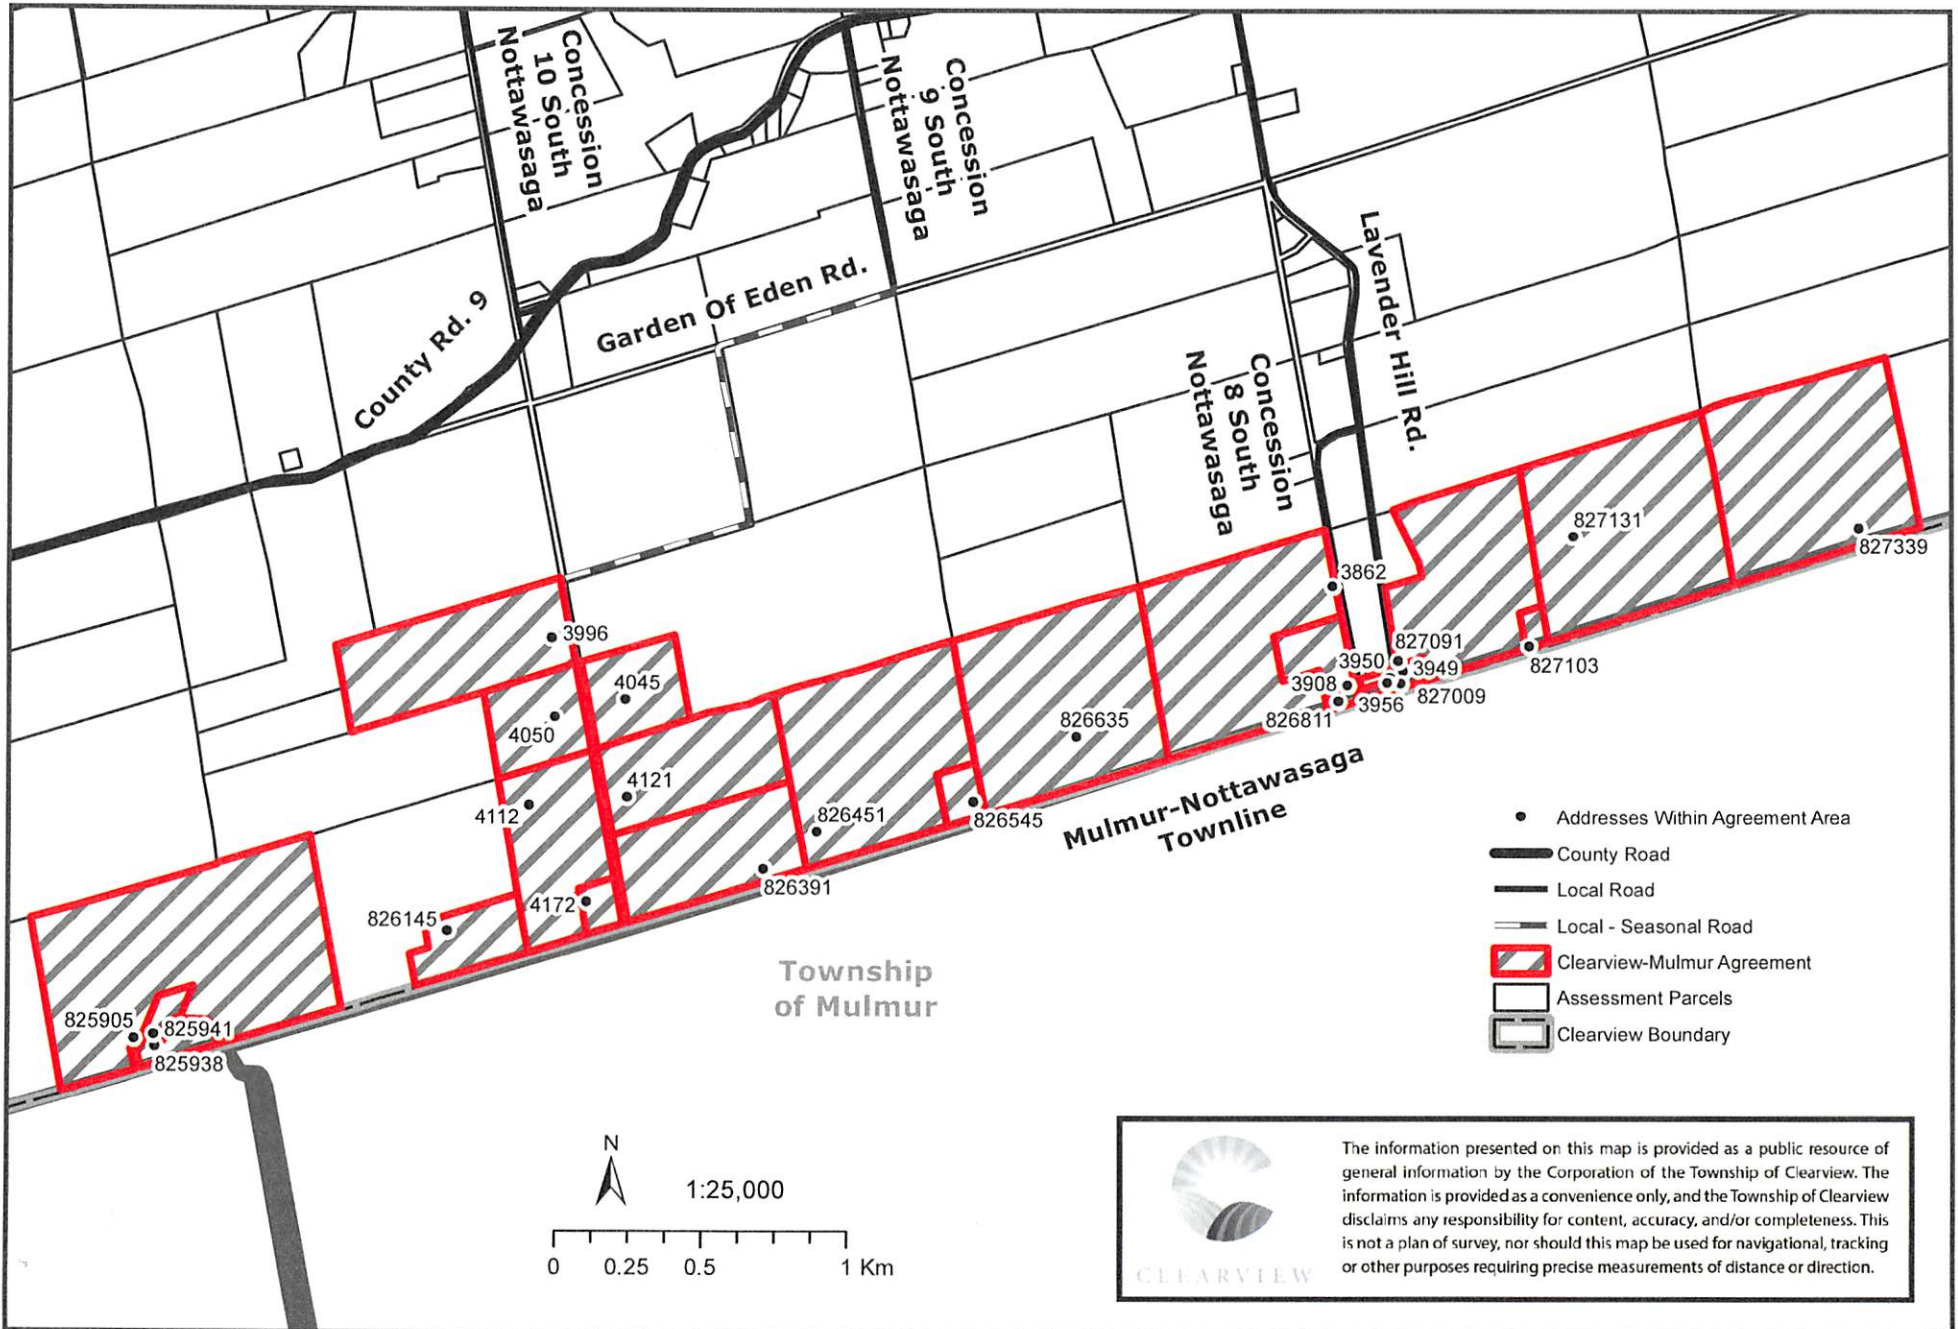 Concession
10 South
Nottawasaga
Concession
9 South
Nottawasaga
County Rd. 9
Garden Of Eden Rd.
Lavender Hill Rd.
Concession
8 South
Nottawasaga
827131
827339
3862
3996
827091
3950
3949
827103
4045
3908
827009
3956
826811
4050
826635
4121
4112
826451
826545
Mulmur-Nottawasaga
Townline
826391
4172
826145
825905
825941
825938
Township
of Mulmur
Addresses Within Agreement Area
County Road
Local Road
Local - Seasonal Road
Clearview-Mulmur Agreement
Assessment Parcels
Clearview Boundary
N
1:25,000
0 0.25 0.5 1 Km
CLEARVIEW
The information presented on this map is provided as a public resource of
general information by the Corporation of the Township of Clearview. The
information is provided as a convenience only, and the Township of Clearview
disclaims any responsibility for content, accuracy, and/or completeness. This
is not a plan of survey, nor should this map be used for navigational, tracking
or other purposes requiring precise measurements of distance or direction.